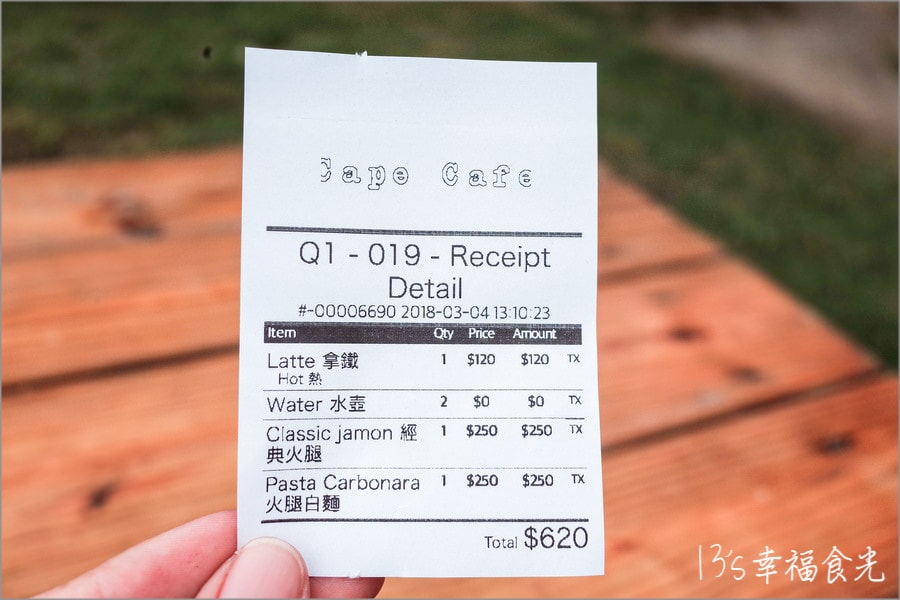 Cape Cafe
Q1 - 019 - Receipt
Detail
#-00006690 2018-03-04 13:10:23
Item Qty Price Amount
Latte 拿鐵 1 $120 $120 TX
Hot 熱
Water 水壺 2 $0 $0 TX
Classic jamon 經 1 $250 $250 TX
典火腿
Pasta Carbonara 1 $250 $250 TX
火腿白麵
Total $620
13's幸福食光